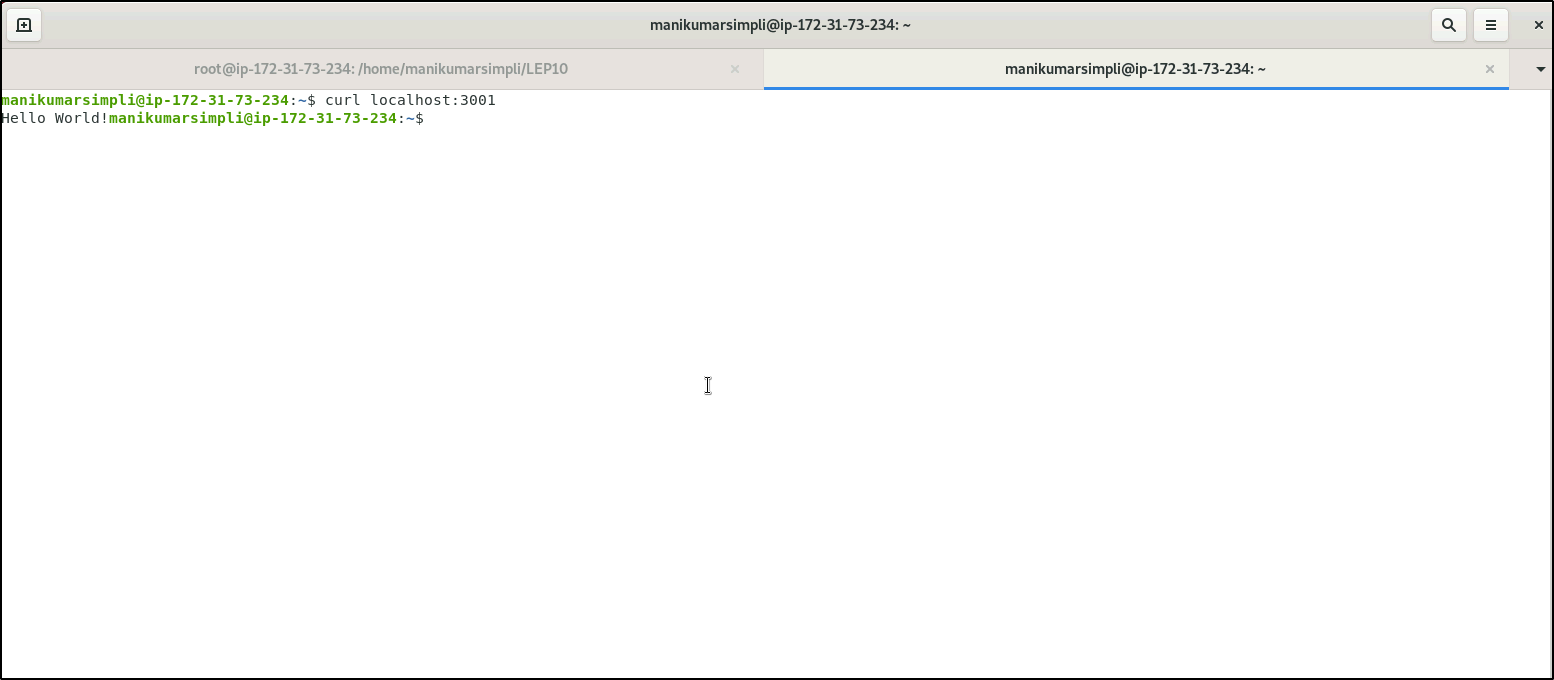 manikumarsimpli@ip-172-31-73-234: ~
root@ip-172-31-73-234: /home/manikumarsimpli/LEP10
manikumarsimpli@ip-172-31-73-234: ~
manikumarsimpli@ip-172-31-73-234:~$ curl localhost:3001
Hello World!manikumarsimpli@ip-172-31-73-234:~$